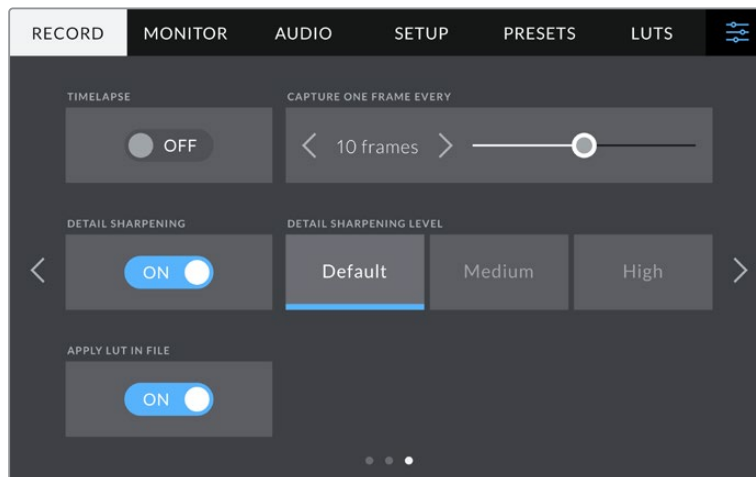 RECORD MONITOR AUDIO SETUP PRESETS LUTS
TIMELAPSE CAPTURE ONE FRAME EVERY
OFF 10 frames
DETAIL SHARPENING DETAIL SHARPENING LEVEL
ON Default Medium High
APPLY LUT IN FILE
ON